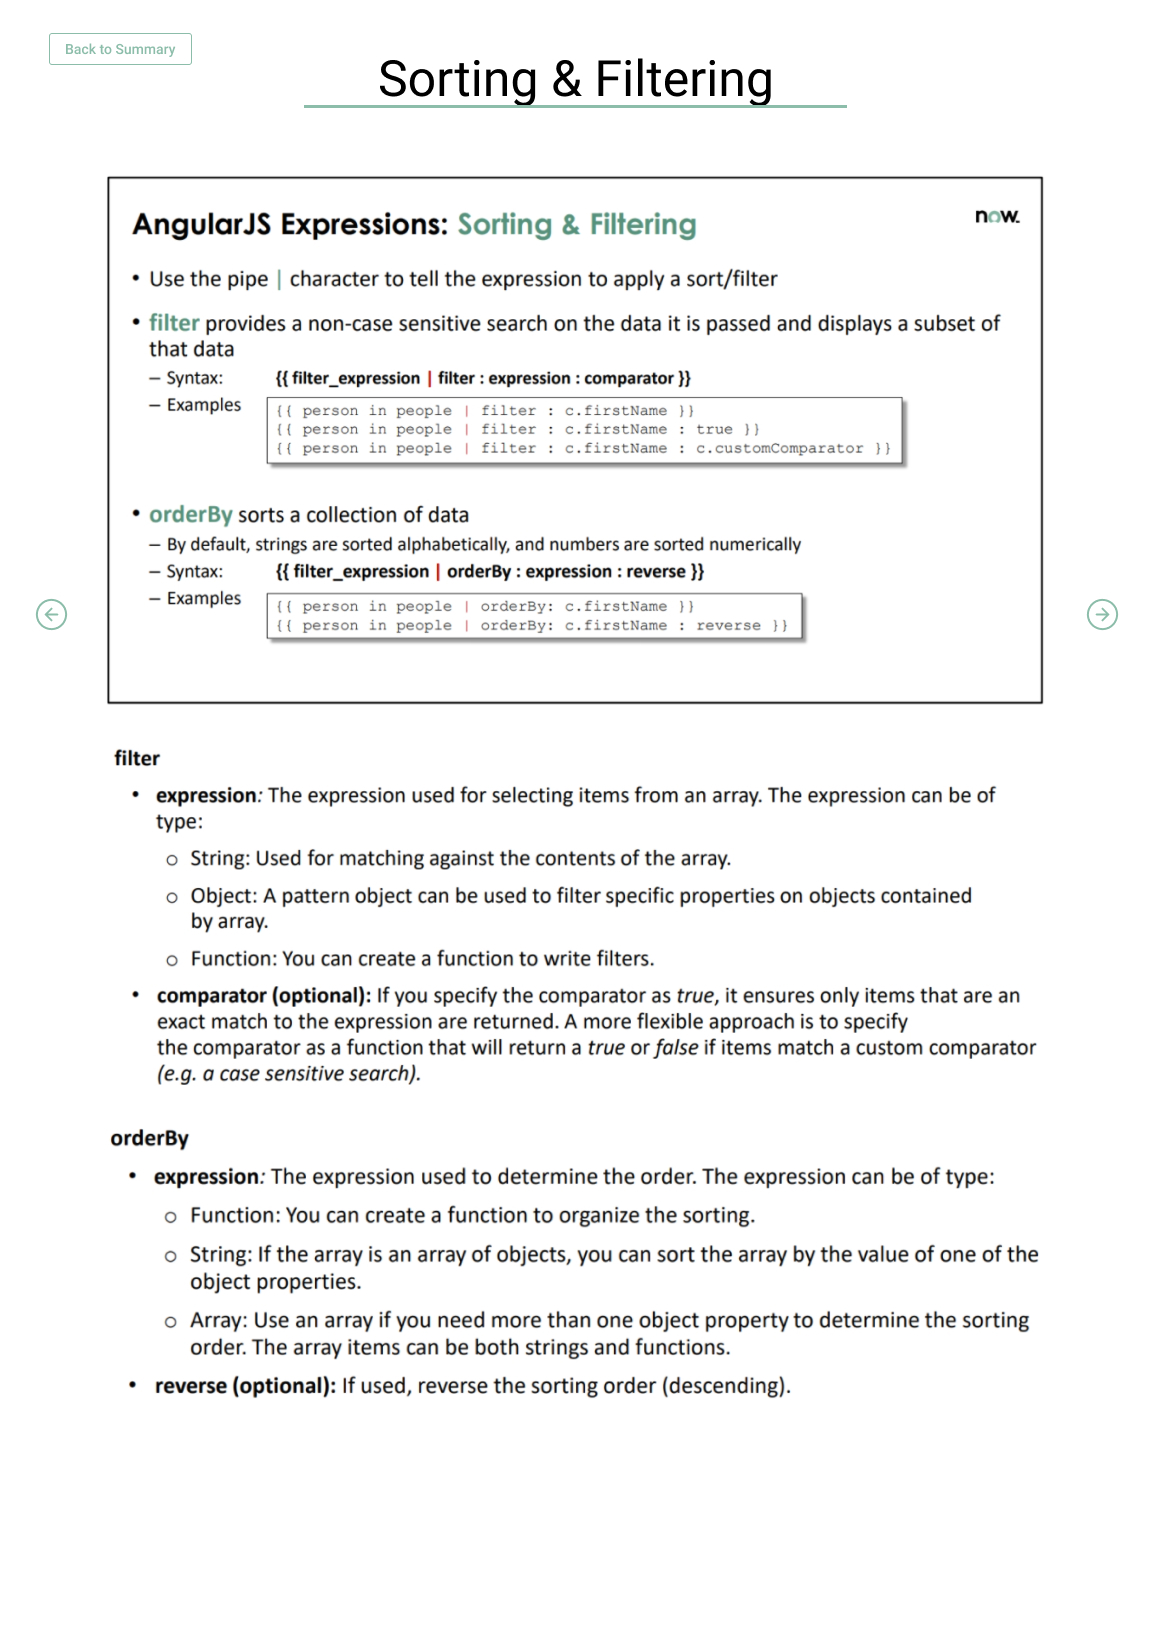 Back to Summary
Sorting & Filtering
AngularJS Expressions: Sorting & Filtering
now.
• Use the pipe | character to tell the expression to apply a sort/filter
• filter provides a non-case sensitive search on the data it is passed and displays a subset of
that data
– Syntax: {{ filter_expression | filter : expression : comparator }}
– Examples
{{ person in people | filter : c.firstName }}
{{ person in people | filter : c.firstName : true }}
{{ person in people | filter : c.firstName : c.customComparator }}
• orderBy sorts a collection of data
– By default, strings are sorted alphabetically, and numbers are sorted numerically
– Syntax: {{ filter_expression | orderBy : expression : reverse }}
– Examples
{{ person in people | orderBy: c.firstName }}
{{ person in people | orderBy: c.firstName : reverse }}
filter
• expression: The expression used for selecting items from an array. The expression can be of
type:
o String: Used for matching against the contents of the array.
o Object: A pattern object can be used to filter specific properties on objects contained
by array.
o Function: You can create a function to write filters.
• comparator (optional): If you specify the comparator as true, it ensures only items that are an
exact match to the expression are returned. A more flexible approach is to specify
the comparator as a function that will return a true or false if items match a custom comparator
(e.g. a case sensitive search).
orderBy
• expression: The expression used to determine the order. The expression can be of type:
o Function: You can create a function to organize the sorting.
o String: If the array is an array of objects, you can sort the array by the value of one of the
object properties.
o Array: Use an array if you need more than one object property to determine the sorting
order. The array items can be both strings and functions.
• reverse (optional): If used, reverse the sorting order (descending).